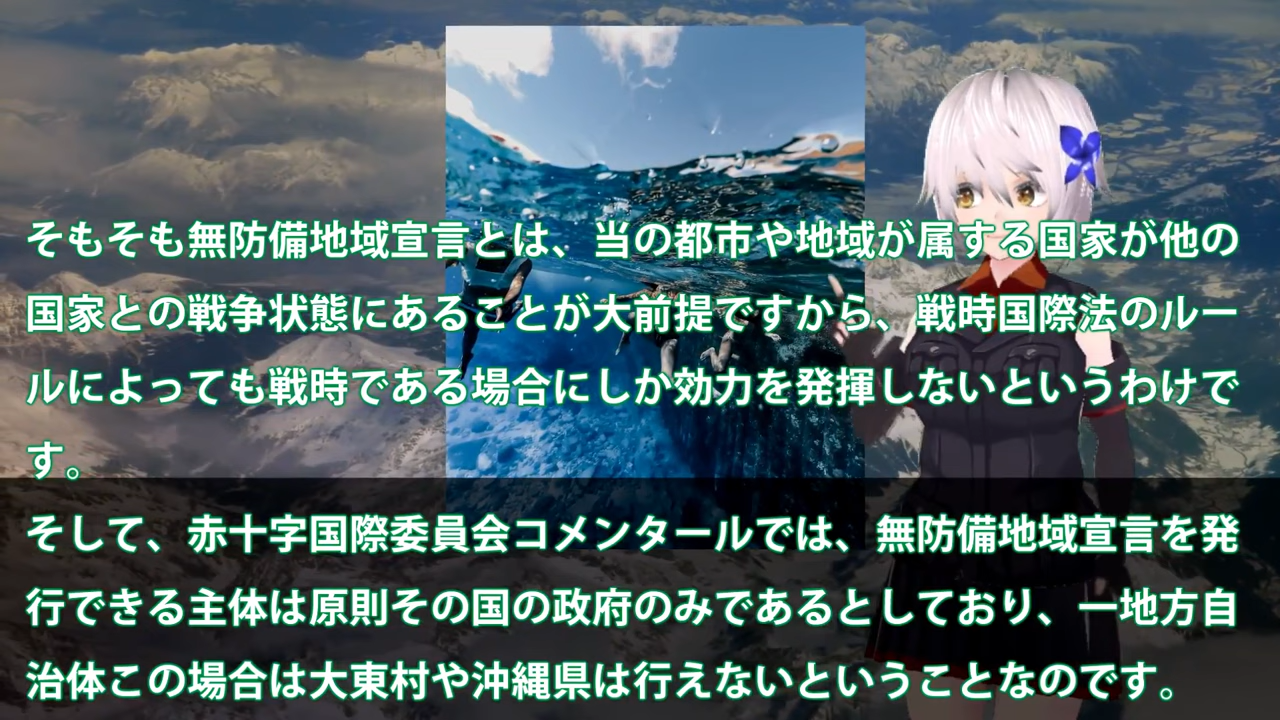 そもそも無防備地域宣言とは、当の都市や地域が属する国家が他の
国家との戦争状態にあることが大前提ですから、戦時国際法のルー
ルによっても戦時である場合にしか効力を発揮しないというわけで
す。
そして、赤十字国際委員会コメンタールでは、無防備地域宣言を発
行できる主体は原則その国の政府のみであるとしており、一地方自
治体この場合は大東村や沖縄県は行えないということなのです。